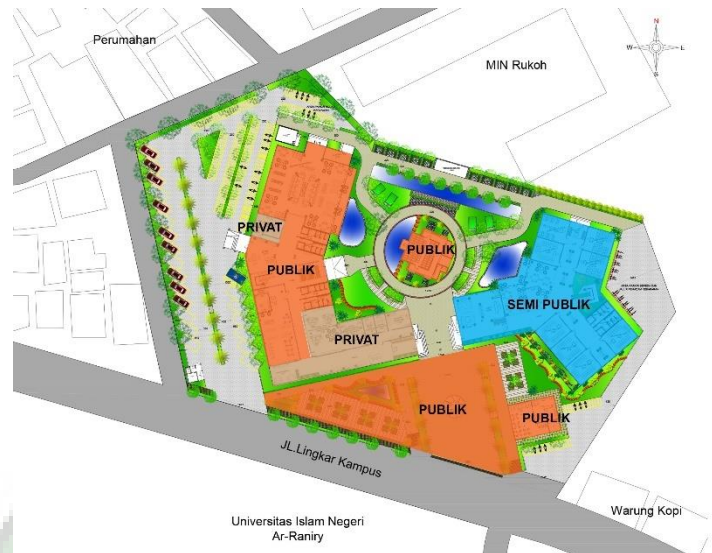 Perumahan
MIN Rukoh
N
W
E
S
PRIVAT
PUBLIK
PUBLIK
SEMI PUBLIK
PRIVAT
PUBLIK
PUBLIK
JL.Lingkar Kampus
Warung Kopi
Universitas Islam Negeri
Ar-Raniry